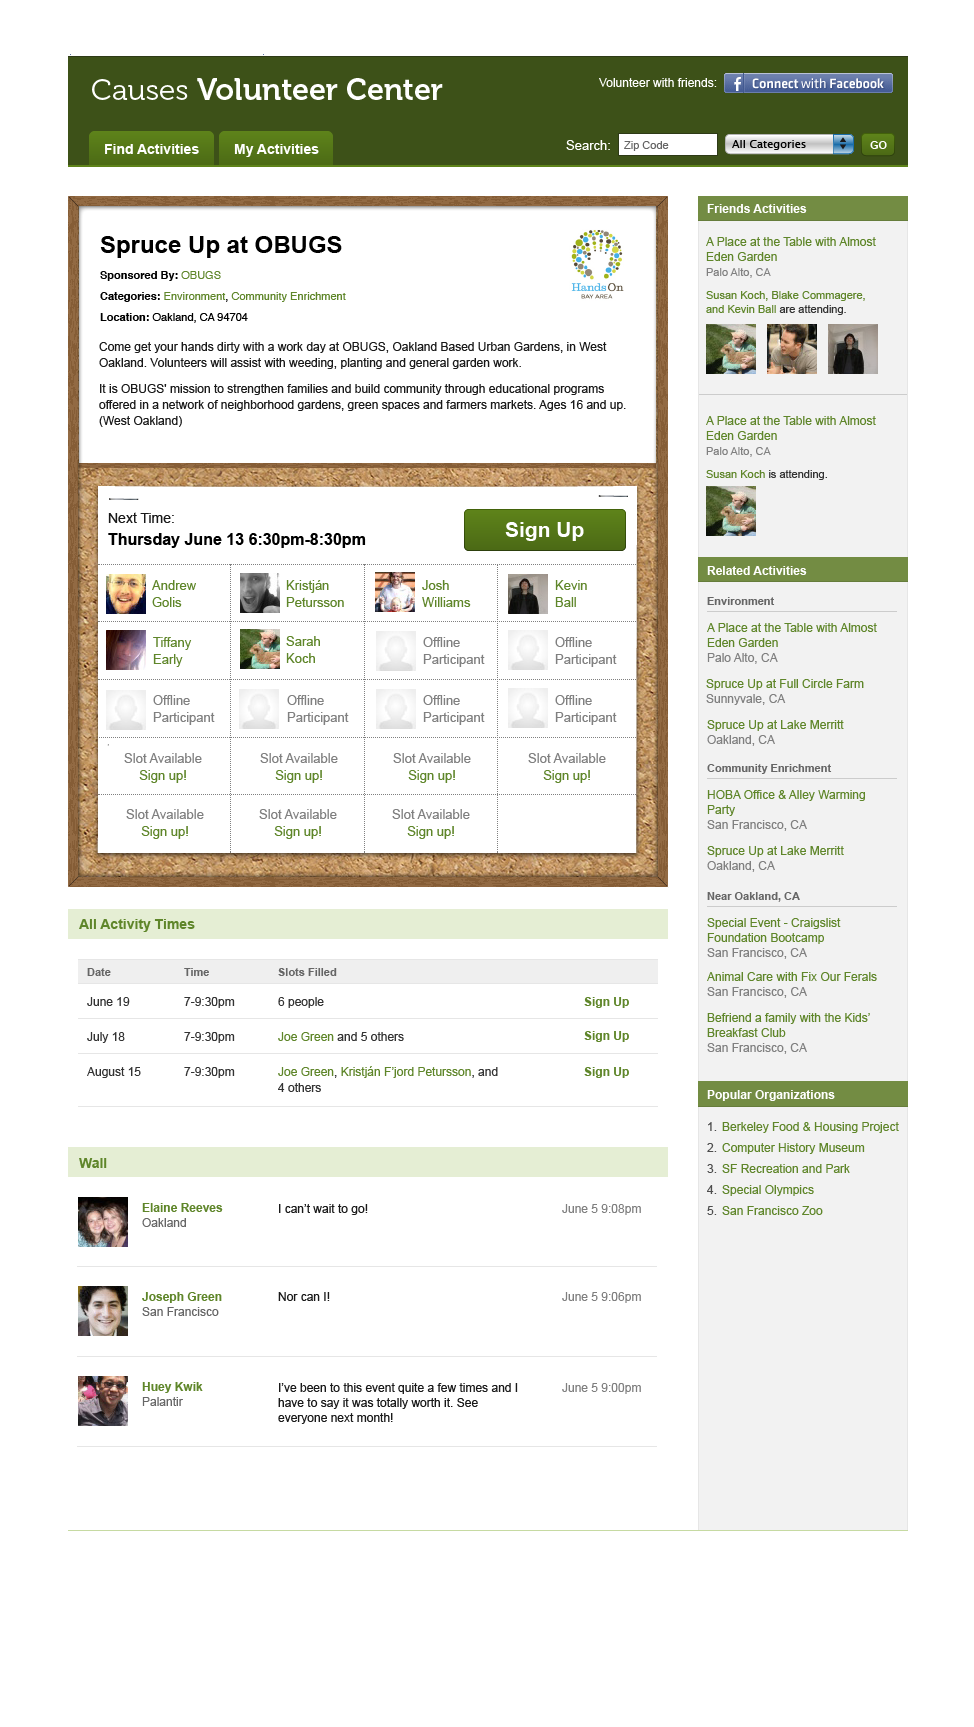 Causes Volunteer Center
Volunteer with friends:
f Connect with Facebook
Find Activities
My Activities
Search:
Zip Code
All Categories
GO
Spruce Up at OBUGS
Sponsored By: OBUGS
Categories: Environment, Community Enrichment
Location: Oakland, CA 94704
HandsOn
BAY AREA
Come get your hands dirty with a work day at OBUGS, Oakland Based Urban Gardens, in West
Oakland. Volunteers will assist with weeding, planting and general garden work.
It is OBUGS' mission to strengthen families and build community through educational programs
offered in a network of neighborhood gardens, green spaces and farmers markets. Ages 16 and up.
(West Oakland)
Next Time:
Thursday June 13 6:30pm-8:30pm
Sign Up
Andrew
Golis
Kristján
Petursson
Josh
Williams
Kevin
Ball
Tiffany
Early
Sarah
Koch
Offline
Participant
Offline
Participant
Offline
Participant
Offline
Participant
Offline
Participant
Offline
Participant
Slot Available
Sign up!
Slot Available
Sign up!
Slot Available
Sign up!
Slot Available
Sign up!
Slot Available
Sign up!
Slot Available
Sign up!
Slot Available
Sign up!
All Activity Times
Date Time Slots Filled
June 19 7-9:30pm 6 people Sign Up
July 18 7-9:30pm Joe Green and 5 others Sign Up
August 15 7-9:30pm Joe Green, Kristján F'jord Petursson, and Sign Up
4 others
Wall
Elaine Reeves
Oakland
I can't wait to go!
June 5 9:08pm
Joseph Green
San Francisco
Nor can I!
June 5 9:06pm
Huey Kwik
Palantir
I've been to this event quite a few times and I
have to say it was totally worth it. See
everyone next month!
June 5 9:00pm
Friends Activities
A Place at the Table with Almost
Eden Garden
Palo Alto, CA
Susan Koch, Blake Commagere,
and Kevin Ball are attending.
A Place at the Table with Almost
Eden Garden
Palo Alto, CA
Susan Koch is attending.
Related Activities
Environment
A Place at the Table with Almost
Eden Garden
Palo Alto, CA
Spruce Up at Full Circle Farm
Sunnyvale, CA
Spruce Up at Lake Merritt
Oakland, CA
Community Enrichment
HOBA Office & Alley Warming
Party
San Francisco, CA
Spruce Up at Lake Merritt
Oakland, CA
Near Oakland, CA
Special Event - Craigslist
Foundation Bootcamp
San Francisco, CA
Animal Care with Fix Our Ferals
San Francisco, CA
Befriend a family with the Kids'
Breakfast Club
San Francisco, CA
Popular Organizations
1. Berkeley Food & Housing Project
2. Computer History Museum
3. SF Recreation and Park
4. Special Olympics
5. San Francisco Zoo